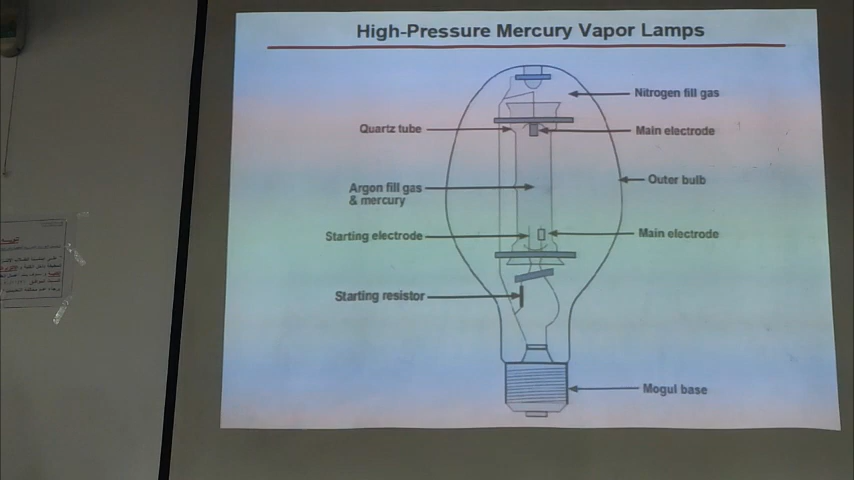 High-Pressure Mercury Vapor Lamps
Nitrogen fill gas
Quartz tube
Main electrode
Outer bulb
Argon fill gas
& mercury
Starting electrode
Main electrode
Starting resistor
Mogul base